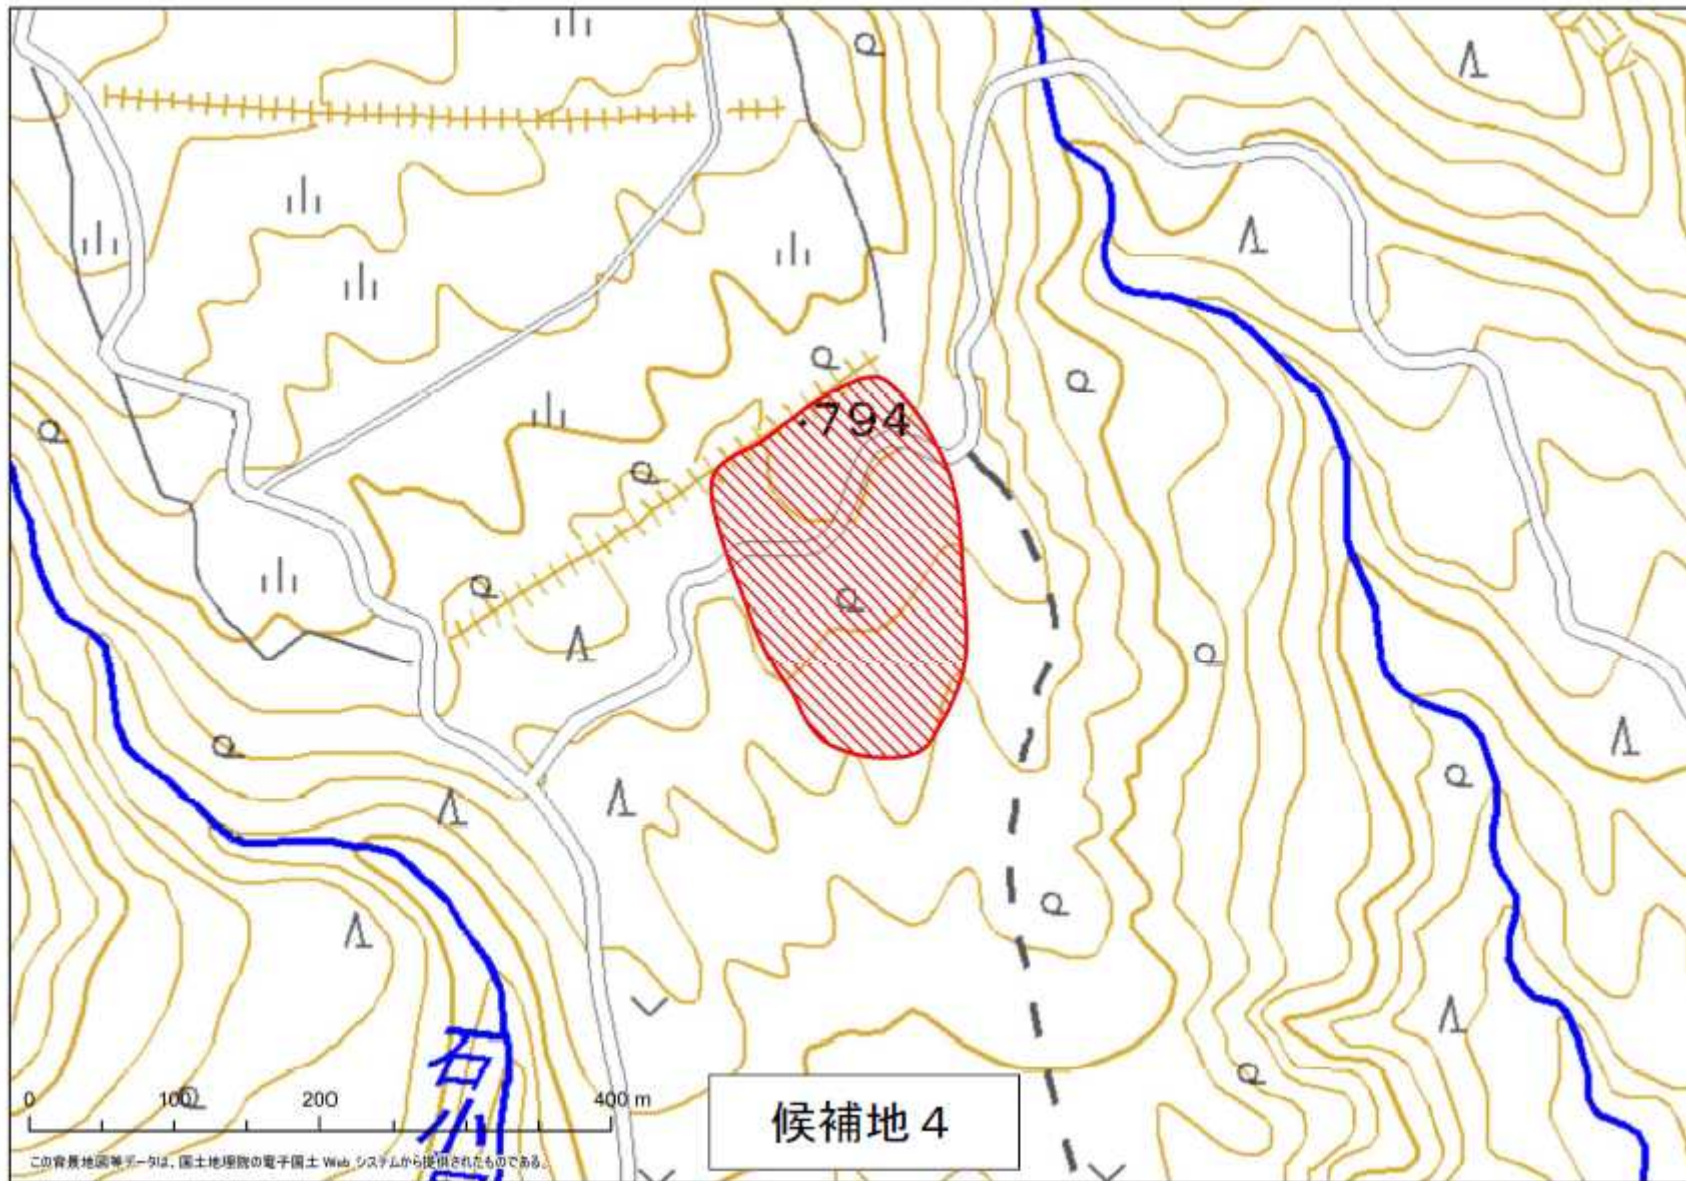 ・794
石小
0 100 200 400 m
候補地4
この背景地図等データは、国土地理院の電子国土 Web システムから提供されたものである。